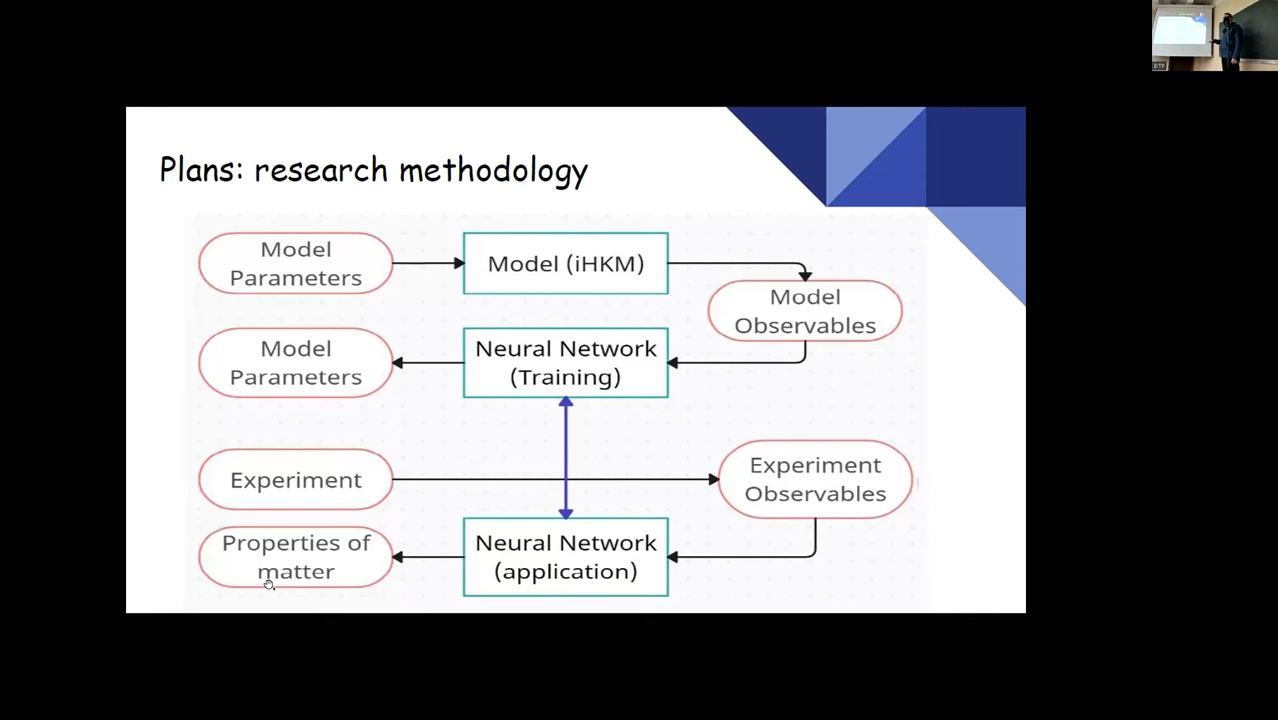 Plans: research methodology
Model
Parameters
Model (iHKM)
Model
Observables
Model
Parameters
Neural Network
(Training)
Experiment
Experiment
Observables
Properties of
matter
Neural Network
(application)